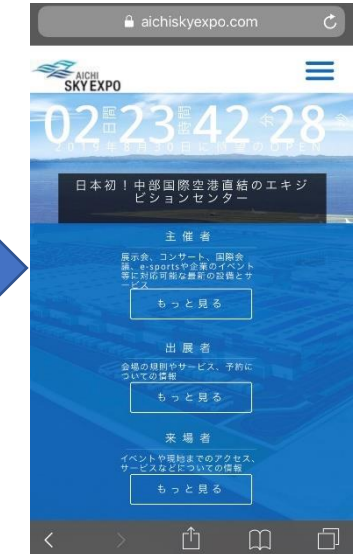 aichiskyexpo.com
AICHI
SKY EXPO
02 日 23 時間 42 分 28
2019年8月30日に待望のOPEN
日本初！中部国際空港直結のエキジ
ビションセンター
主催者
展示会、コンサート、国際会
議、e-sportsや企業のイベント
等に対応可能な最新の設備とサ
ービス
もっと見る
出展者
会場の規則やサービス、予約に
ついての情報
もっと見る
来場者
イベントや現地までのアクセス、
サービスなどについての情報
もっと見る